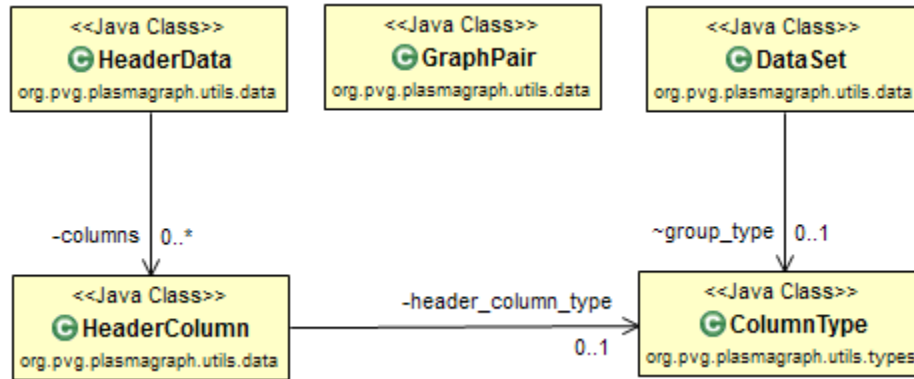 <<Java Class>>
HeaderData
org.pvg.plasmagraph.utils.data
<<Java Class>>
GraphPair
org.pvg.plasmagraph.utils.data
<<Java Class>>
DataSet
org.pvg.plasmagraph.utils.data
-columns 0..*
~group_type 0..1
<<Java Class>>
HeaderColumn
org.pvg.plasmagraph.utils.data
-header_column_type
0..1
<<Java Class>>
ColumnType
org.pvg.plasmagraph.utils.types